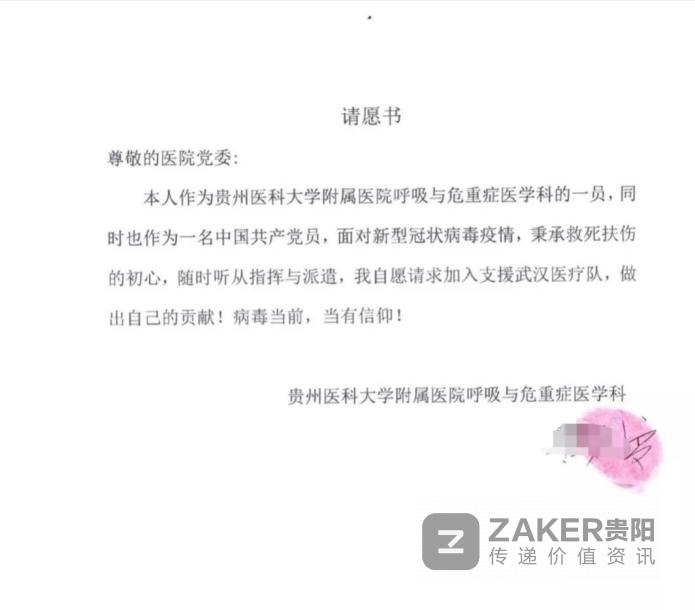 请愿书
尊敬的医院党委:
本人作为贵州医科大学附属医院呼吸与危重症医学科的一员,同
时也作为一名中国共产党员,面对新型冠状病毒疫情,秉承救死扶伤
的初心,随时听从指挥与派遣,我自愿请求加入支援武汉医疗队,做
出自己的贡献!病毒当前,当有信仰!
贵州医科大学附属医院呼吸与危重症医学科
ZAKER贵阳
传递价值资讯